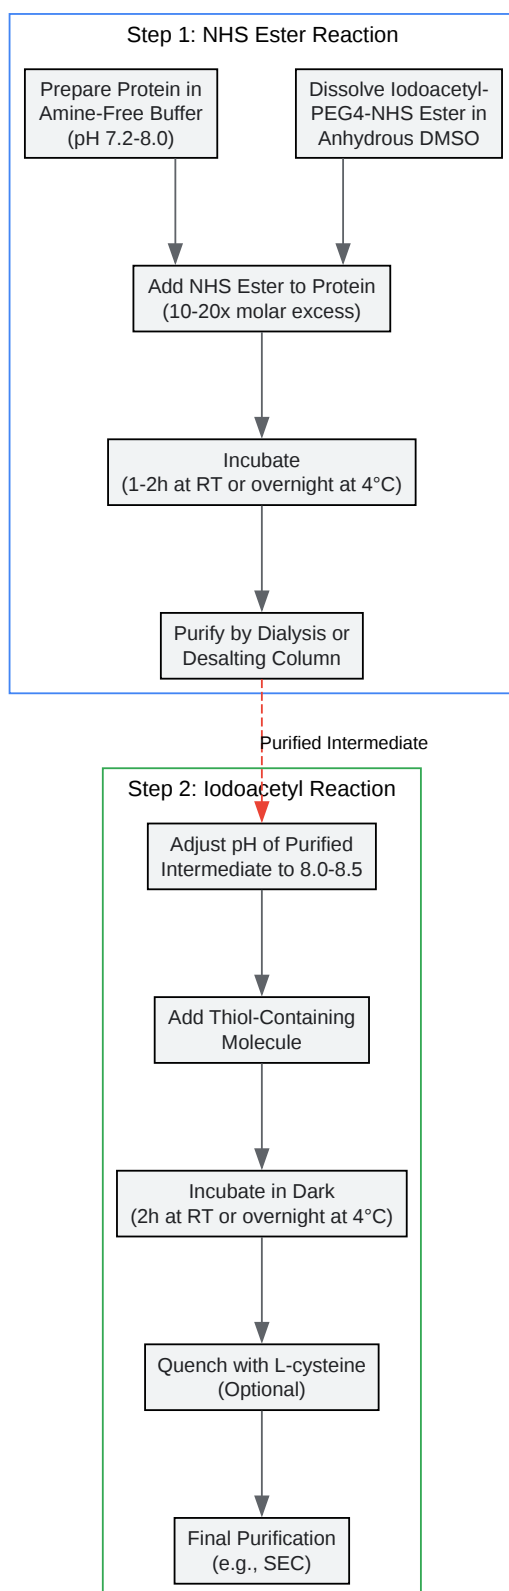 Step 1: NHS Ester Reaction
Prepare Protein in
Amine-Free Buffer
(pH 7.2-8.0)
Dissolve Iodoacetyl-
PEG4-NHS Ester in
Anhydrous DMSO
Add NHS Ester to Protein
(10-20x molar excess)
Incubate
(1-2h at RT or overnight at 4°C)
Purify by Dialysis or
Desalting Column
Purified Intermediate
Step 2: Iodoacetyl Reaction
Adjust pH of Purified
Intermediate to 8.0-8.5
Add Thiol-Containing
Molecule
Incubate in Dark
(2h at RT or overnight at 4°C)
Quench with L-cysteine
(Optional)
Final Purification
(e.g., SEC)